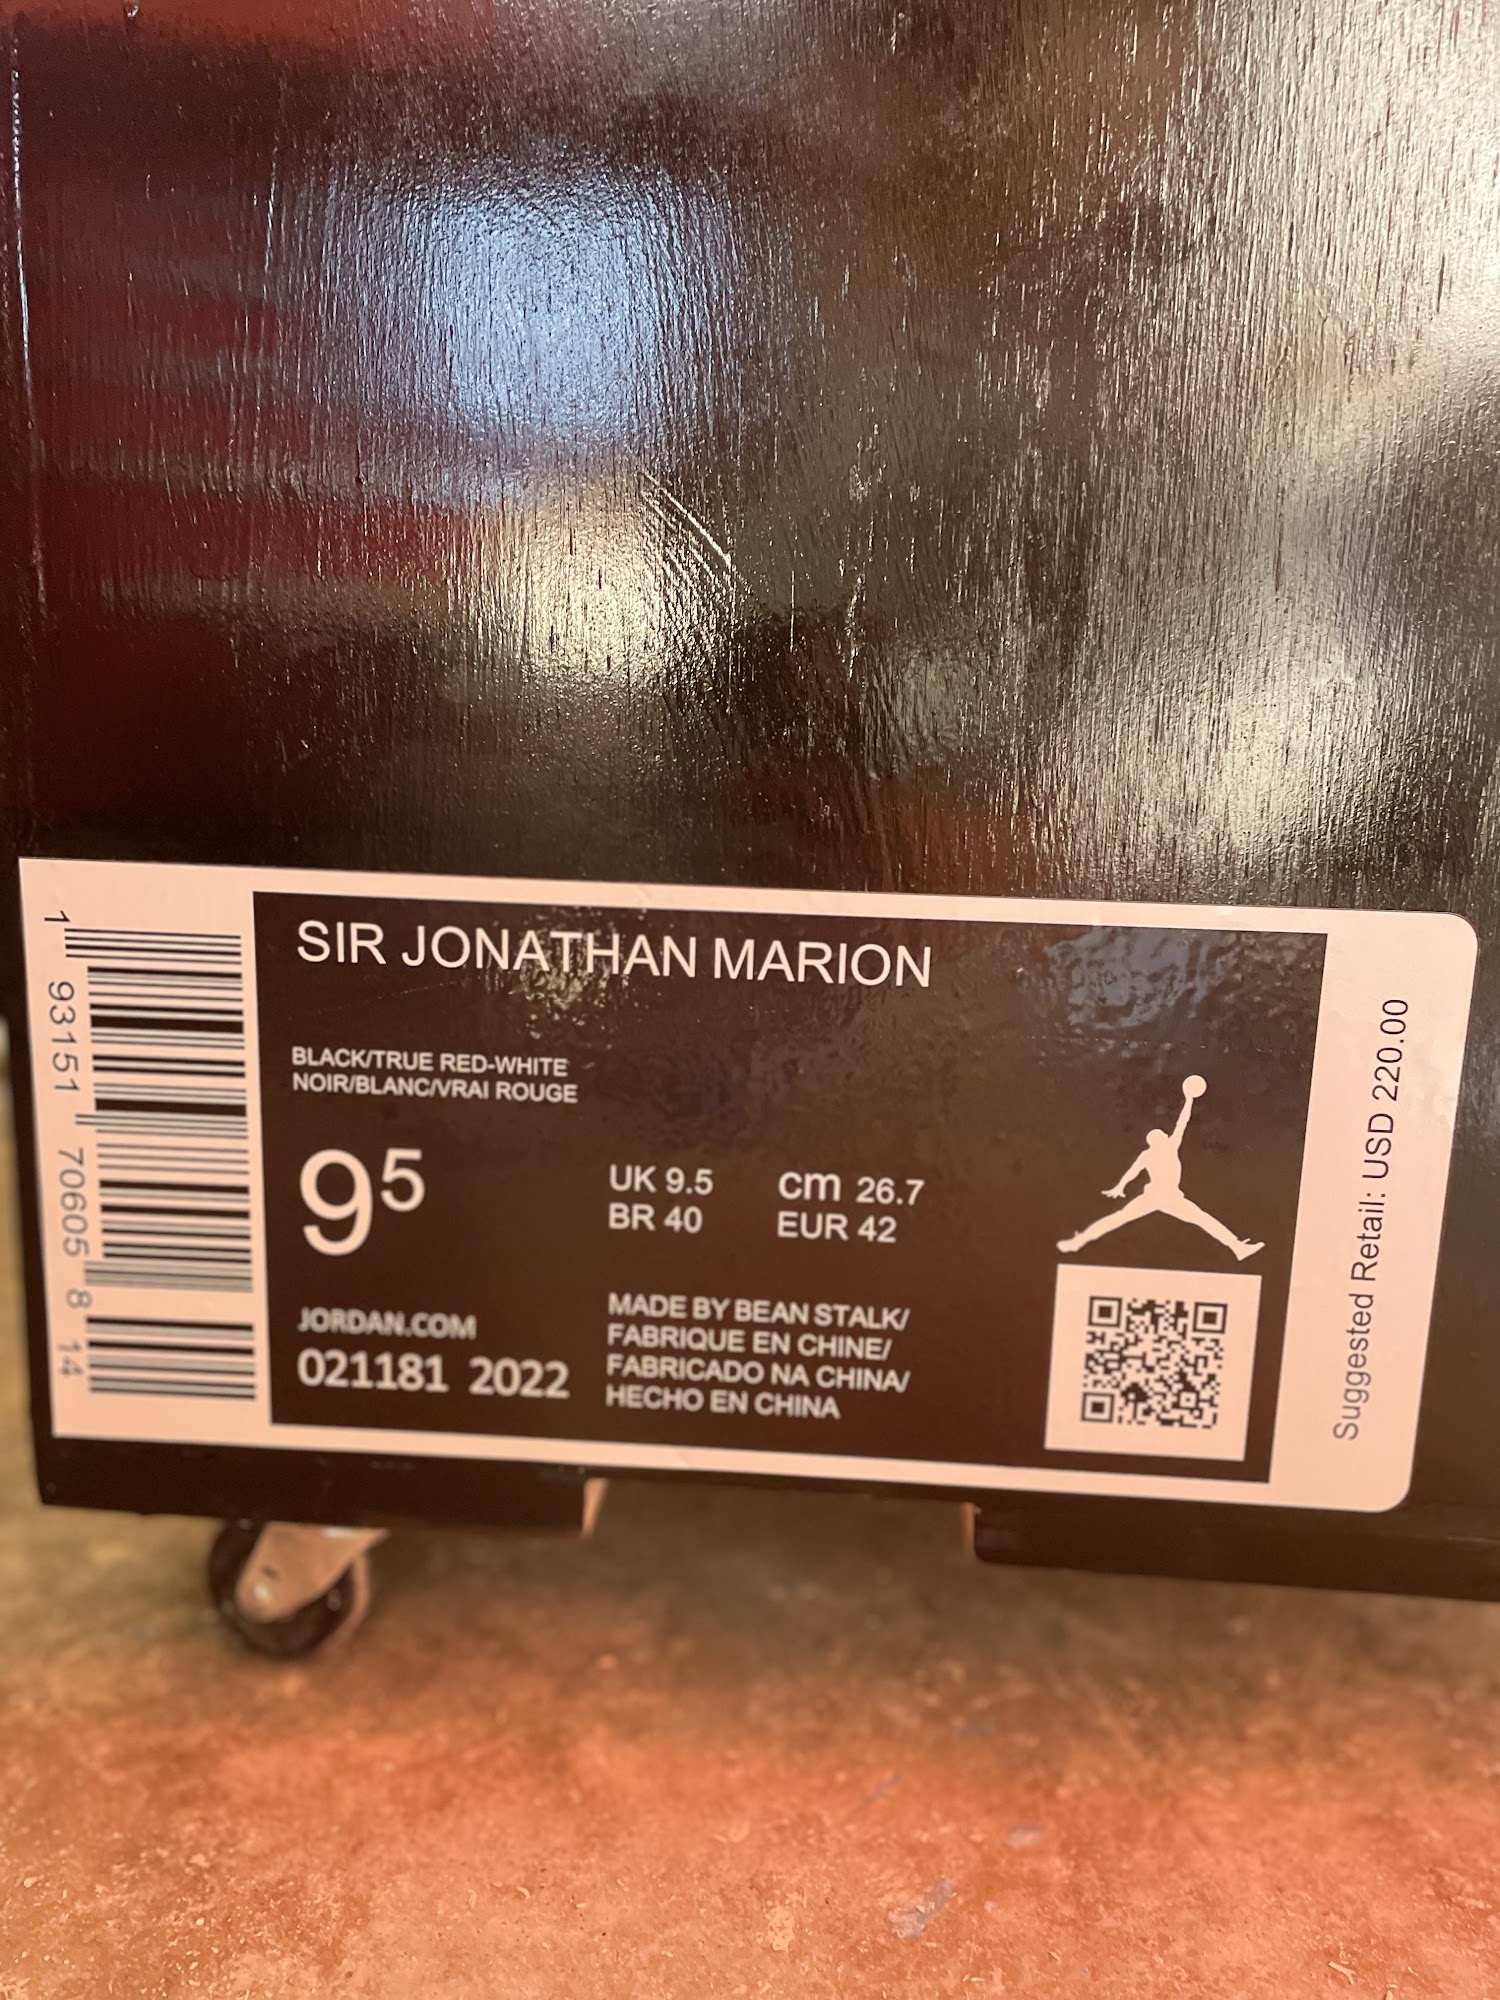 SIR JONATHAN MARION
BLACK/TRUE RED-WHITE
NOIR/BLANC/VRAI ROUGE
9 5
UK 9.5
BR 40
cm 26.7
EUR 42
JORDAN.COM
021181 2022
MADE BY BEAN STALK/
FABRIQUE EN CHINE/
FABRICADO NA CHINA/
HECHO EN CHINA
1 93151 70605 8 14
Suggested Retail: USD 220.00